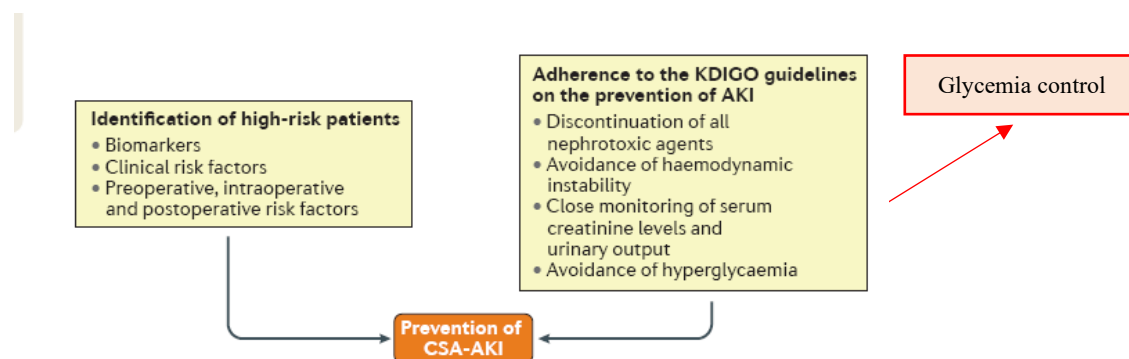 Identification of high-risk patients
• Biomarkers
• Clinical risk factors
• Preoperative, intraoperative
and postoperative risk factors
Adherence to the KDIGO guidelines
on the prevention of AKI
• Discontinuation of all
nephrotoxic agents
• Avoidance of haemodynamic
instability
• Close monitoring of serum
creatinine levels and
urinary output
• Avoidance of hyperglycaemia
Glycemia control
Prevention of
CSA-AKI